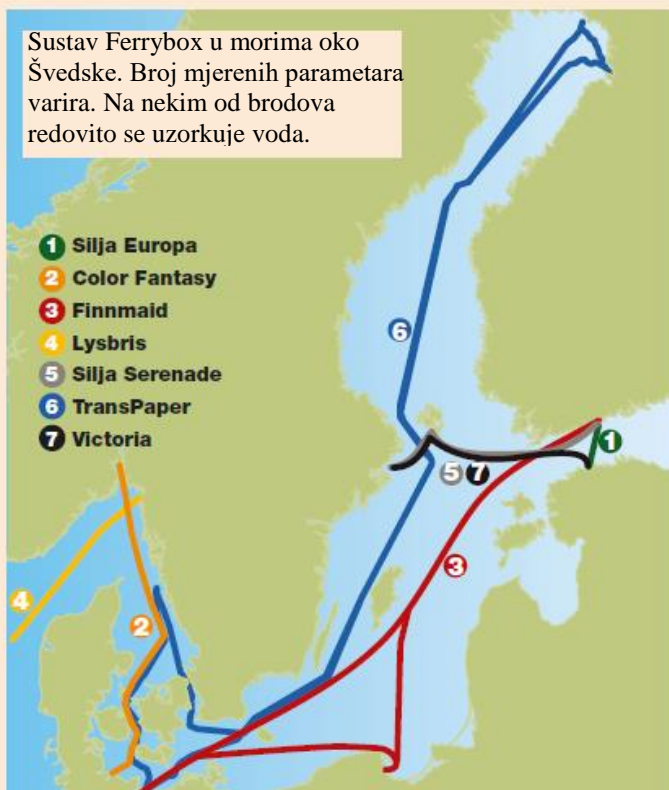 Sustav Ferrybox u morima oko
Švedske. Broj mjerenih parametara
varira. Na nekim od brodova
redovito se uzorkuje voda.
1 Silja Europa
2 Color Fantasy
3 Finnmaid
4 Lysbris
5 Silja Serenade
6 TransPaper
7 Victoria
6
1
5 7
3
4
2